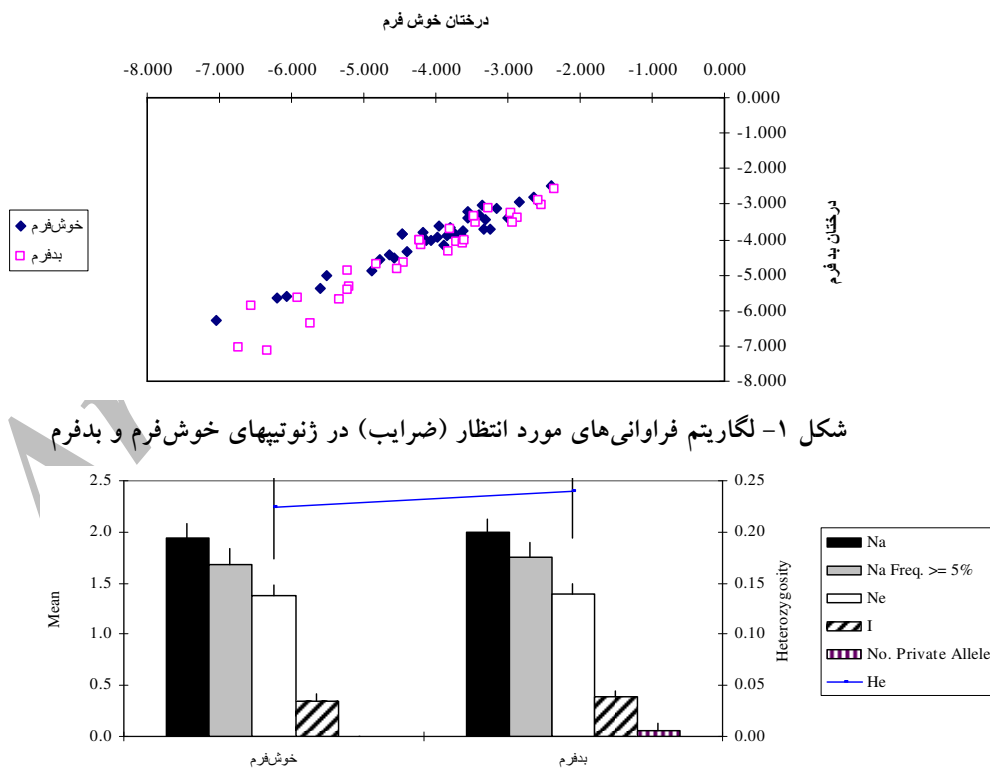 درختان خوش فرم
-8.000 -7.000 -6.000 -5.000 -4.000 -3.000 -2.000 -1.000 0.000
0.000
-1.000
-2.000
-3.000
-4.000
-5.000
-6.000
-7.000
-8.000
درختان بد فرم
خوش‌فرم
بدفرم
شکل ۱- لگاریتم فراوانی‌های مورد انتظار (ضرایب) در ژنوتیپهای خوش‌فرم و بدفرم
2.5
2.0
1.5
1.0
0.5
0.0
Mean
0.25
0.20
0.15
0.10
0.05
0.00
Heterozygosity
خوش‌فرم
بدفرم
Na
Na Freq. >= 5%
Ne
I
No. Private Allele
He